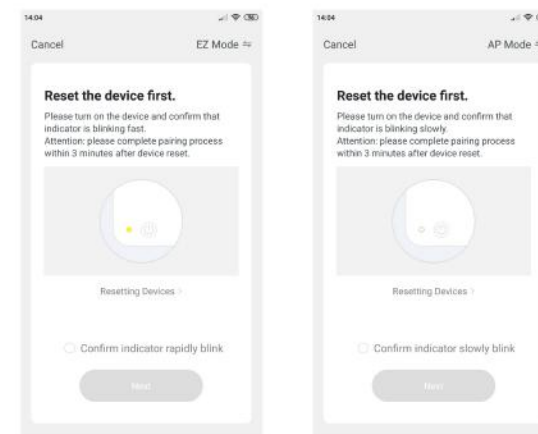 14:04
Cancel
EZ Mode ⇋
Reset the device first.
Please turn on the device and confirm that
indicator is blinking fast.
Attention: please complete pairing process
within 3 minutes after device reset.
Resetting Devices >
Confirm indicator rapidly blink
Next
14:04
Cancel
AP Mode
Reset the device first.
Please turn on the device and confirm that
indicator is blinking slowly.
Attention: please complete pairing process
within 3 minutes after device reset.
Resetting Devices >
Confirm indicator slowly blink
Next